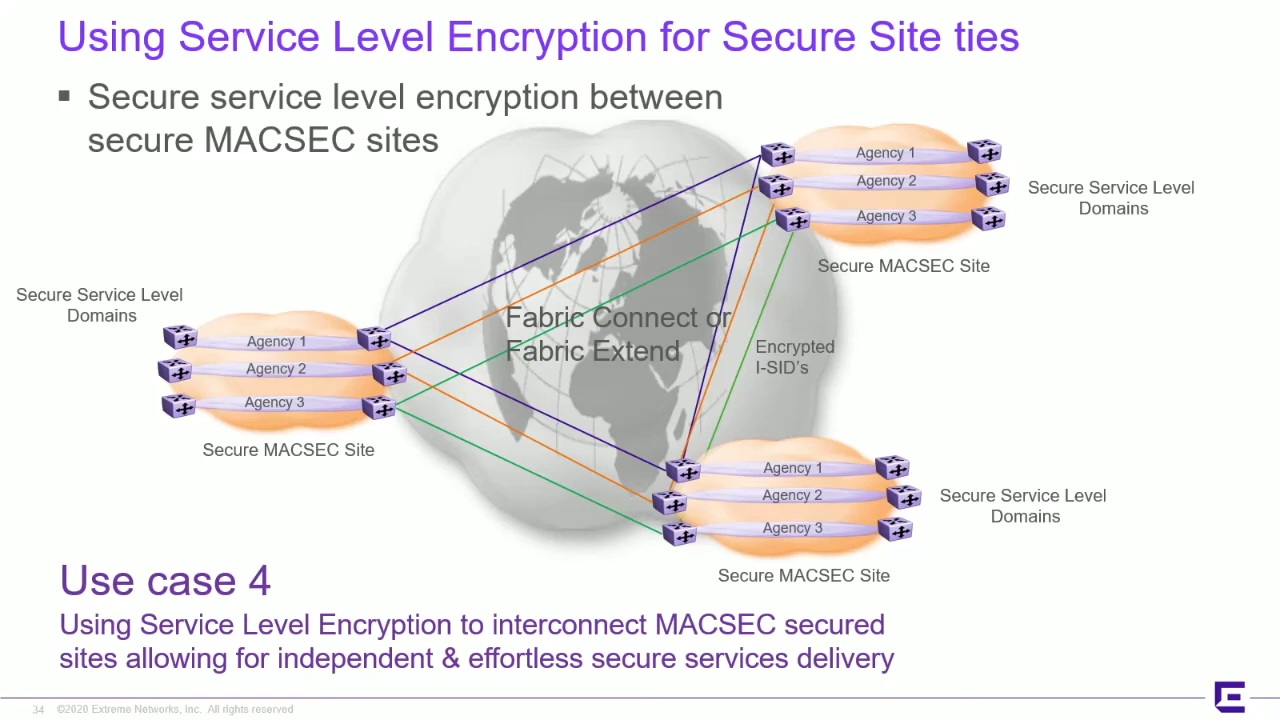 Using Service Level Encryption for Secure Site ties
▪ Secure service level encryption between
secure MACSEC sites
Agency 1
Agency 2
Agency 3
Secure Service Level
Domains
Secure MACSEC Site
Secure Service Level
Domains
Agency 1
Agency 2
Agency 3
Secure MACSEC Site
Fabric Connect or
Fabric Extend
Encrypted
I-SID's
Agency 1
Agency 2
Agency 3
Secure Service Level
Domains
Secure MACSEC Site
Use case 4
Using Service Level Encryption to interconnect MACSEC secured
sites allowing for independent & effortless secure services delivery
34 ©2020 Extreme Networks, Inc. All rights reserved